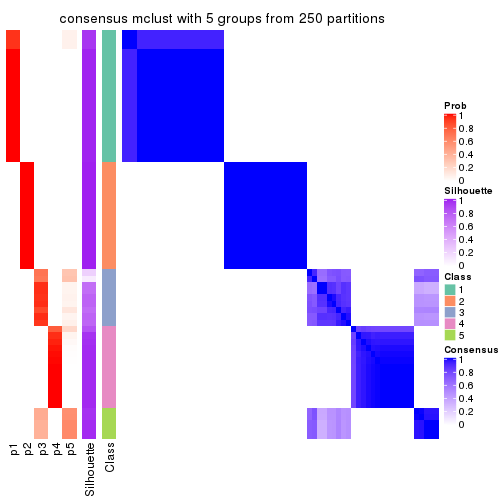 consensus mclust with 5 groups from 250 partitions
Prob
1
0.8
0.6
0.4
0.2
0
Silhouette
1
0.8
0.6
0.4
0.2
0
Class
1
2
3
4
5
Consensus
1
0.8
0.6
0.4
0.2
0
p1
p2
p3
p4
p5
Silhouette
Class